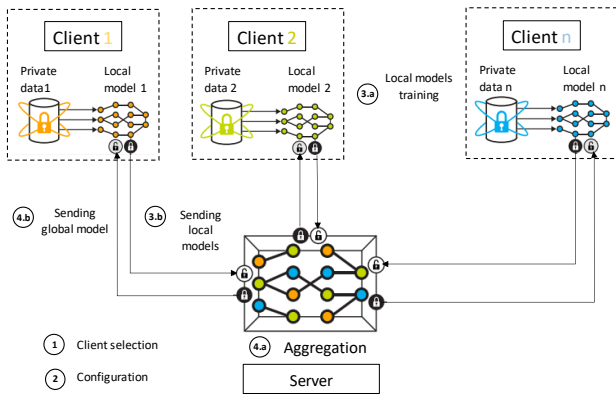 Client 1
Client 2
Client n
Private
data1
Local
model 1
Private
data 2
Local
model 2
3.a
Local models
training
Private
data n
Local
model n
4.b
Sending
global model
3.b
Sending
local
models
1
Client selection
2
Configuration
4.a
Aggregation
Server